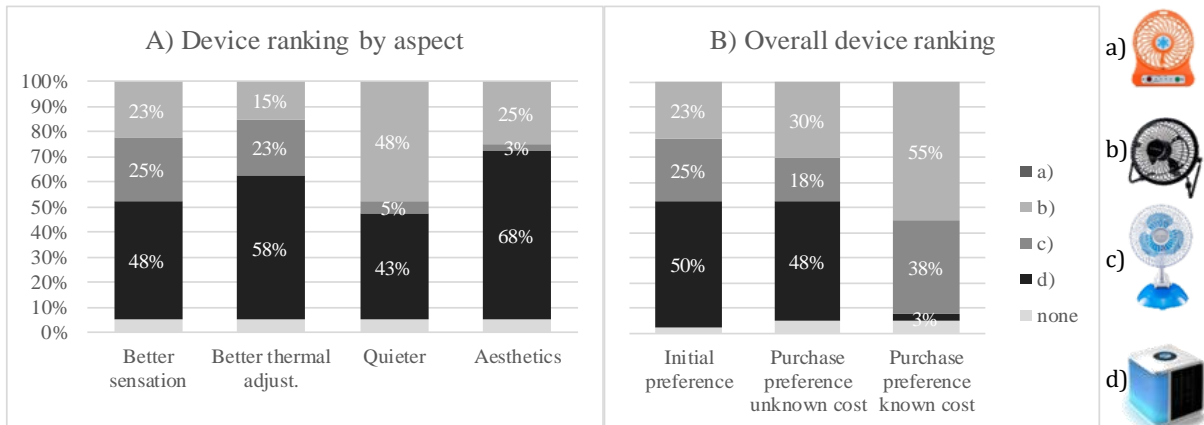 A) Device ranking by aspect
100%
90%
80%
70%
60%
50%
40%
30%
20%
10%
0%
23%
25%
48%
15%
23%
58%
48%
5%
43%
25%
3%
68%
Better sensation
Better thermal adjust.
Quieter
Aesthetics
B) Overall device ranking
23%
25%
50%
30%
18%
48%
55%
38%
3%
Initial preference
Purchase preference unknown cost
Purchase preference known cost
a)
b)
c)
d)
none
a)
b)
c)
d)